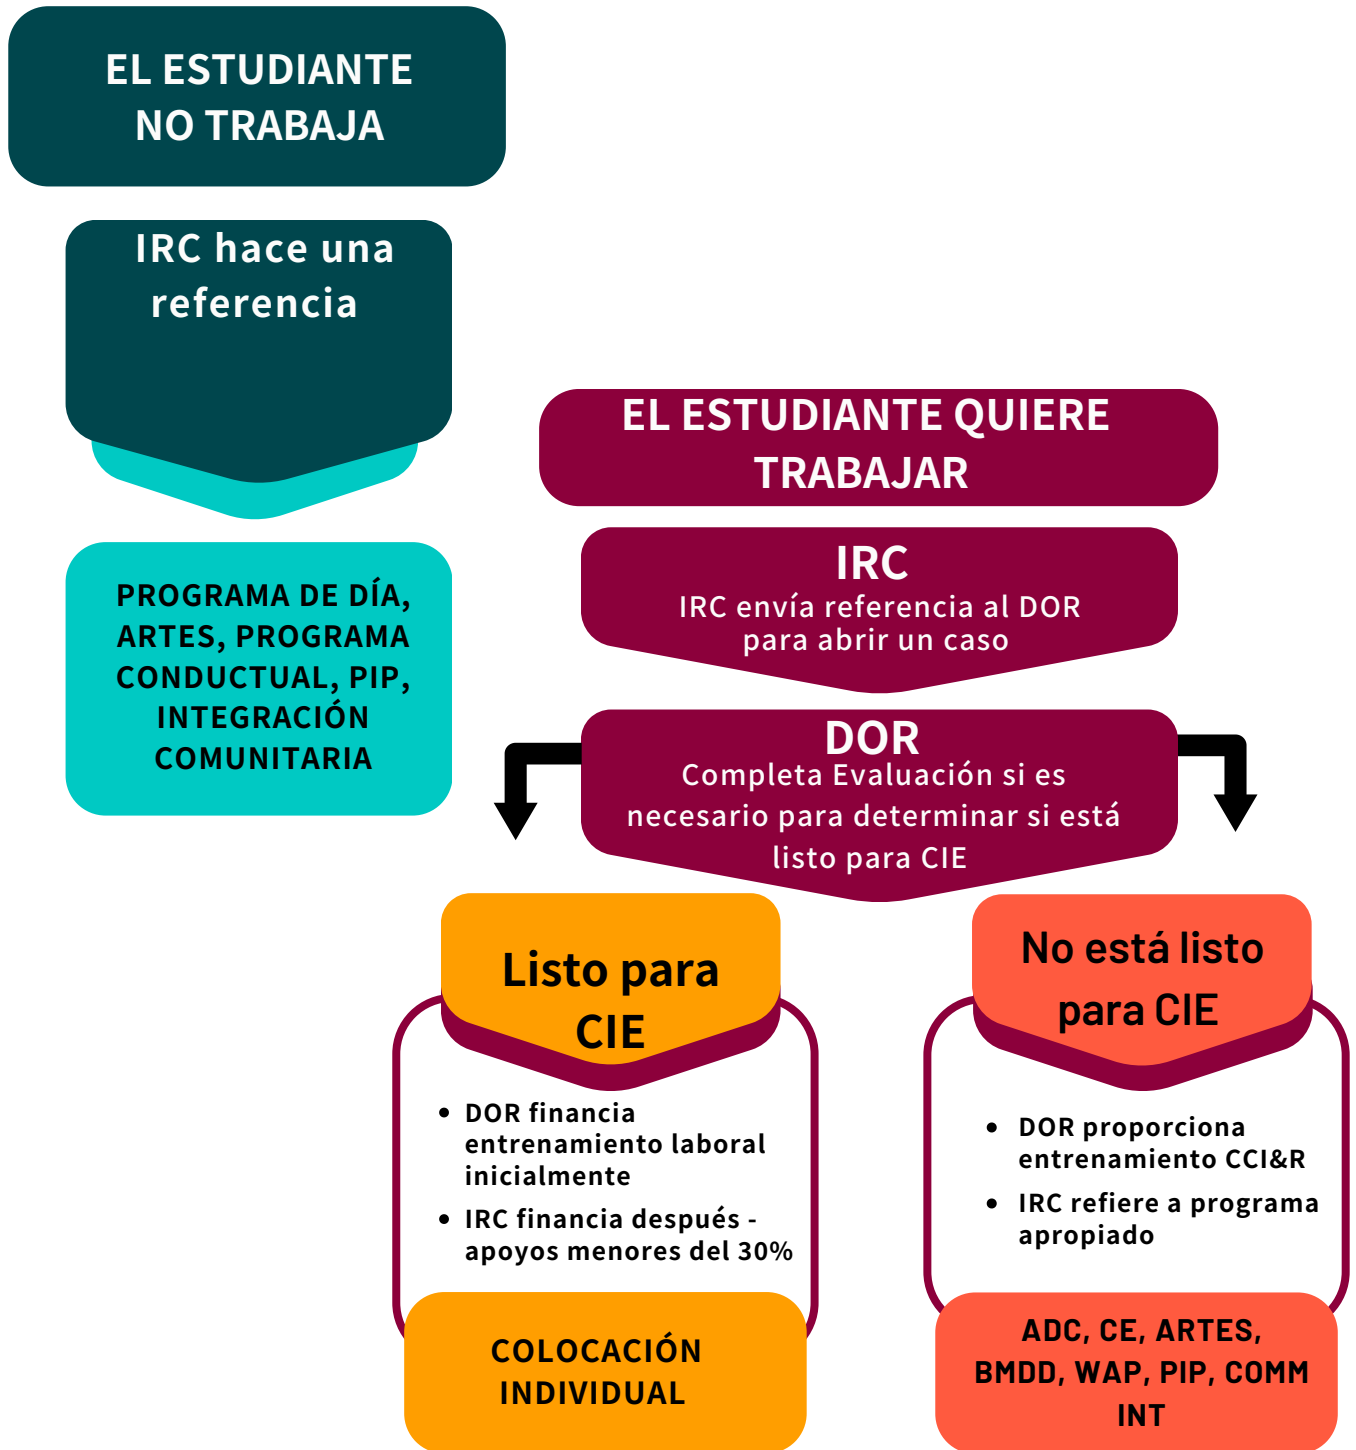 EL ESTUDIANTE
NO TRABAJA
IRC hace una
referencia
PROGRAMA DE DÍA,
ARTES, PROGRAMA
CONDUCTUAL, PIP,
INTEGRACIÓN
COMUNITARIA
EL ESTUDIANTE QUIERE
TRABAJAR
IRC
IRC envía referencia al DOR
para abrir un caso
DOR
Completa Evaluación si es
necesario para determinar si está
listo para CIE
Listo para
CIE
• DOR financia
entrenamiento laboral
inicialmente
• IRC financia después -
apoyos menores del 30%
COLOCACIÓN
INDIVIDUAL
No está listo
para CIE
• DOR proporciona
entrenamiento CCI&R
• IRC refiere a programa
apropiado
ADC, CE, ARTES,
BMDD, WAP, PIP, COMM
INT